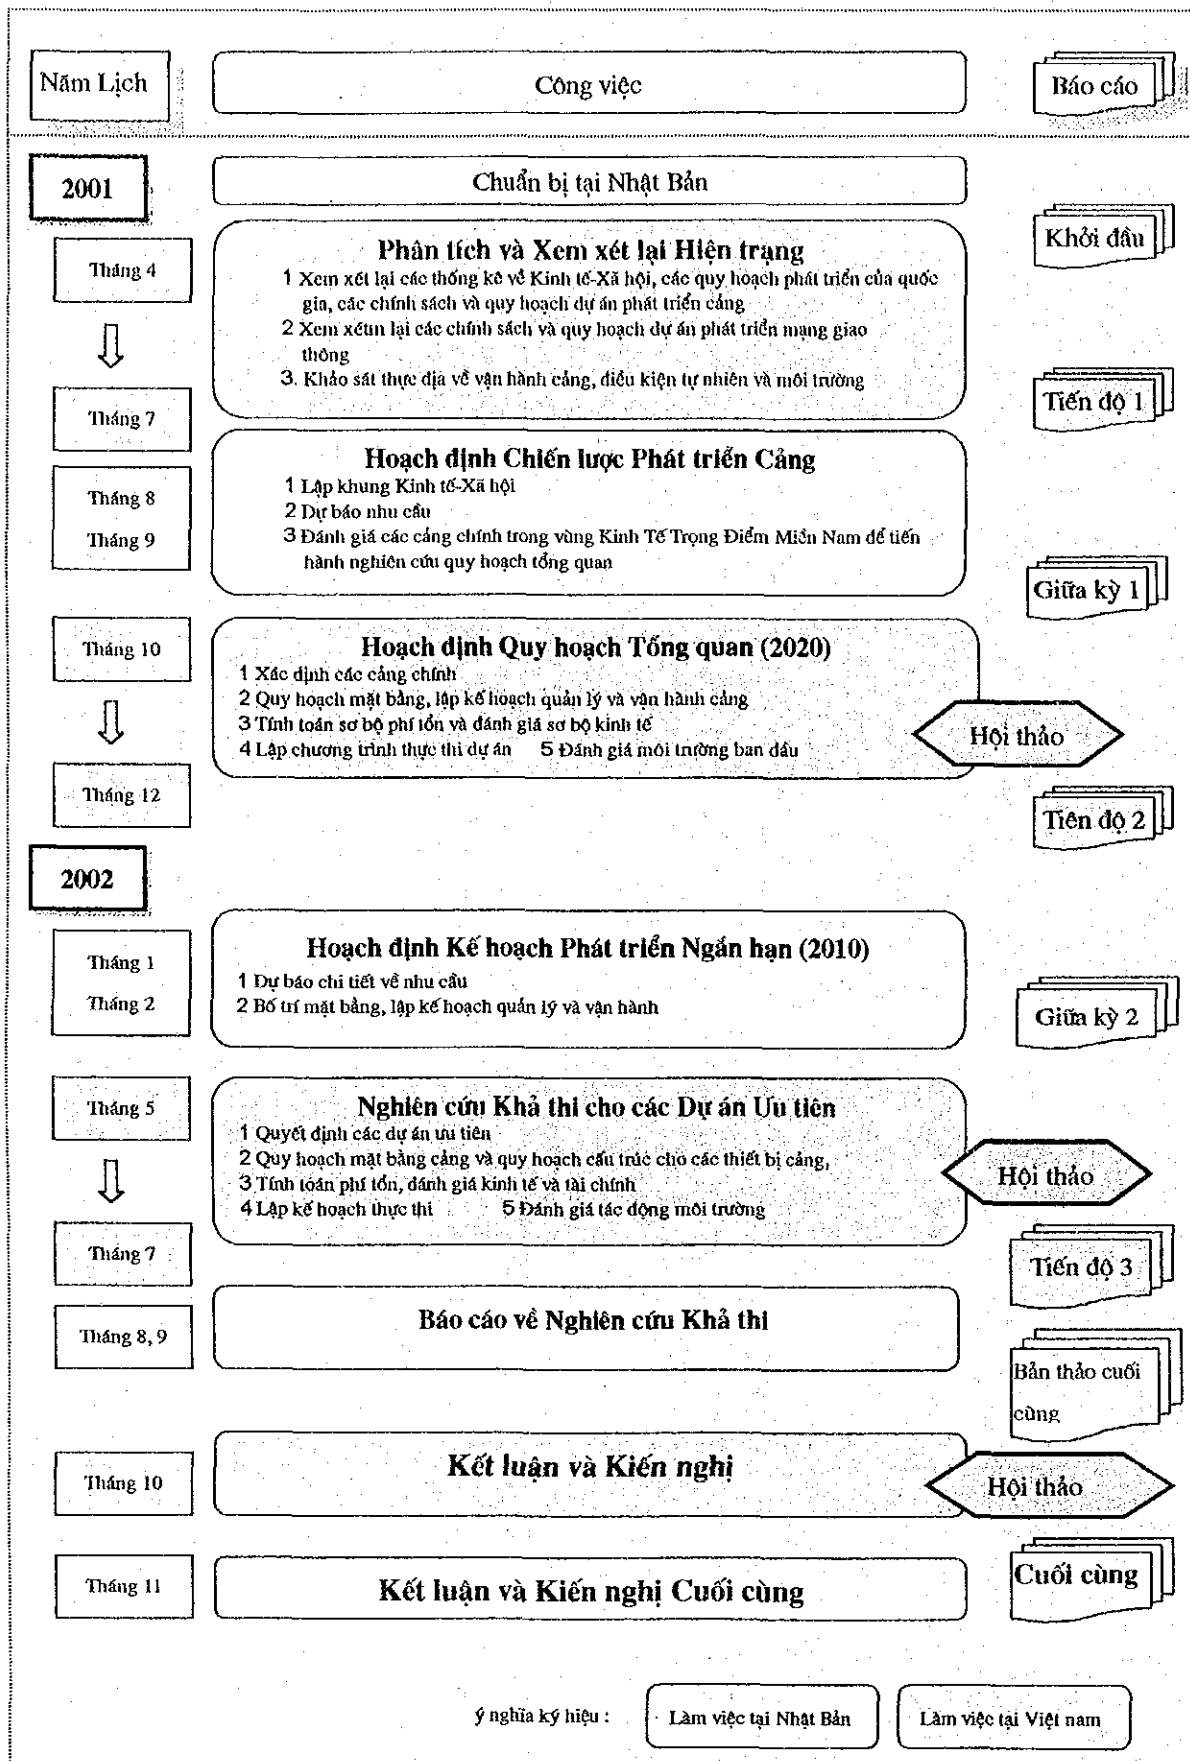 Năm Lịch
Công việc
Báo cáo
2001
Chuẩn bị tại Nhật Bản
Khởi đầu
Tháng 4
Phân tích và Xem xét lại Hiện trạng
1 Xem xét lại các thống kê về Kinh tế-Xã hội, các quy hoạch phát triển của quốc
gia, các chính sách và quy hoạch dự án phát triển cảng
2 Xem xétın lại các chính sách và quy hoạch dự án phát triển mạng giao
thông
3. Khảo sát thực địa về vận hành cảng, điều kiện tự nhiên và môi trường
Tháng 7
Tiến độ 1
Tháng 8
Tháng 9
Hoạch định Chiến lược Phát triển Cảng
1 Lập khung Kinh tế-Xã hội
2 Dự báo nhu cầu
3 Đánh giá các cảng chính trong vùng Kinh Tế Trọng Điểm Miền Nam để tiến
hành nghiên cứu quy hoạch tổng quan
Giữa kỳ 1
Tháng 10
Hoạch định Quy hoạch Tổng quan (2020)
1 Xác định các cảng chính
2 Quy hoạch mặt bằng, lập kế hoạch quản lý và vận hành cảng
3 Tính toán sơ bộ phí tổn và đánh giá sơ bộ kinh tế
4 Lập chương trình thực thi dự án 5 Đánh giá môi trường ban đầu
Hội thảo
Tháng 12
Tiên độ 2
2002
Tháng 1
Tháng 2
Hoạch định Kế hoạch Phát triển Ngắn hạn (2010)
1 Dự báo chi tiết về nhu cầu
2 Bố trí mặt bằng, lập kế hoạch quản lý và vận hành
Giữa kỳ 2
Tháng 5
Nghiên cứu Khả thi cho các Dự án Ưu tiên
1 Quyết định các dự án ưu tiên
2 Quy hoạch mặt bằng cảng và quy hoạch cấu trúc cho các thiết bị cảng,
3 Tính toán phí tổn, đánh giá kinh tế và tài chính
4 Lập kế hoạch thực thi 5 Đánh giá tác động môi trường
Hội thảo
Tháng 7
Tiến độ 3
Tháng 8, 9
Báo cáo về Nghiên cứu Khả thi
Bản thảo cuối
cùng
Tháng 10
Kết luận và Kiến nghị
Hội thảo
Tháng 11
Kết luận và Kiến nghị Cuối cùng
Cuối cùng
ý nghĩa ký hiệu :
Làm việc tại Nhật Bản
Làm việc tại Việt nam